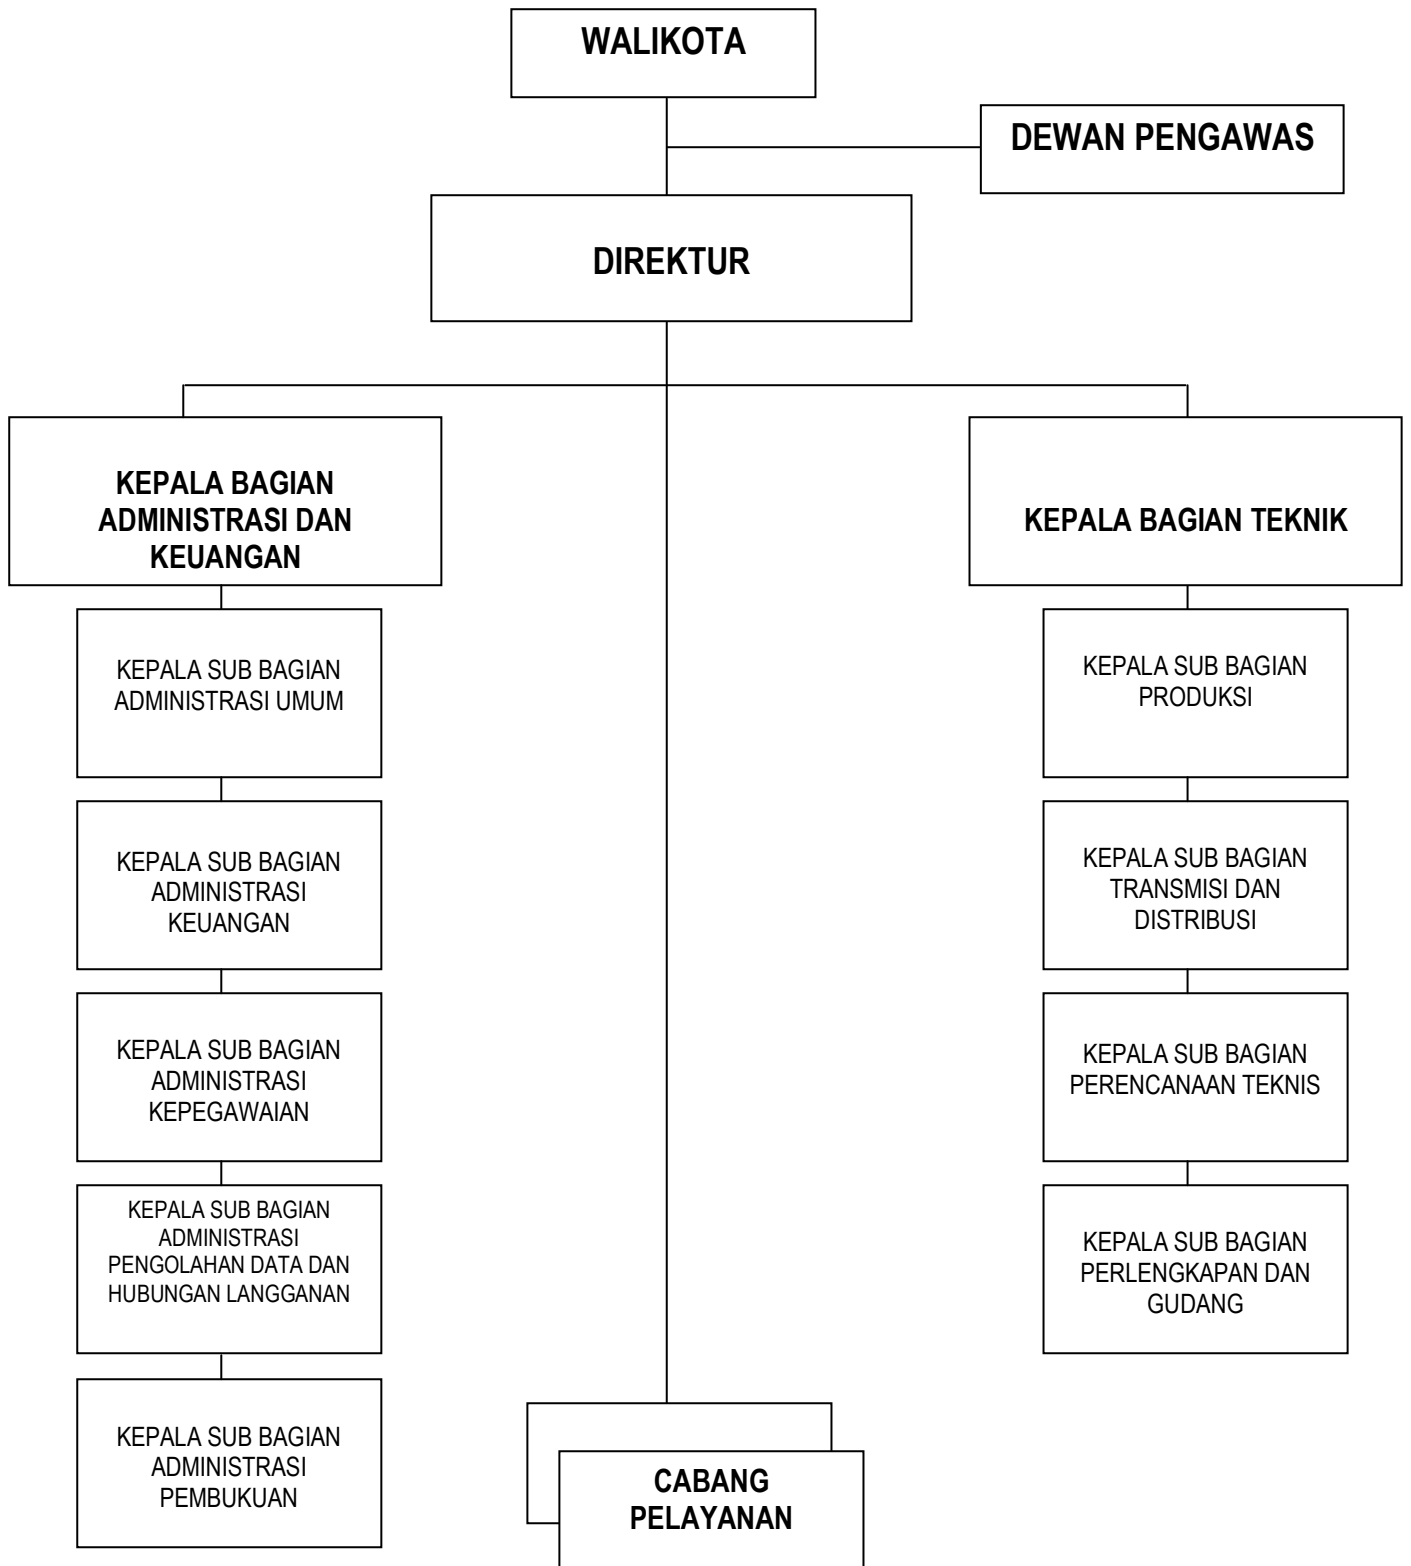 WALIKOTA
DEWAN PENGAWAS
DIREKTUR
KEPALA BAGIAN
ADMINISTRASI DAN
KEUANGAN
KEPALA SUB BAGIAN
ADMINISTRASI UMUM
KEPALA SUB BAGIAN
ADMINISTRASI
KEUANGAN
KEPALA SUB BAGIAN
ADMINISTRASI
KEPEGAWAIAN
KEPALA SUB BAGIAN
ADMINISTRASI
PENGOLAHAN DATA DAN
HUBUNGAN LANGGANAN
KEPALA SUB BAGIAN
ADMINISTRASI
PEMBUKUAN
KEPALA BAGIAN TEKNIK
KEPALA SUB BAGIAN
PRODUKSI
KEPALA SUB BAGIAN
TRANSMISI DAN
DISTRIBUSI
KEPALA SUB BAGIAN
PERENCANAAN TEKNIS
KEPALA SUB BAGIAN
PERLENGKAPAN DAN
GUDANG
CABANG
PELAYANAN